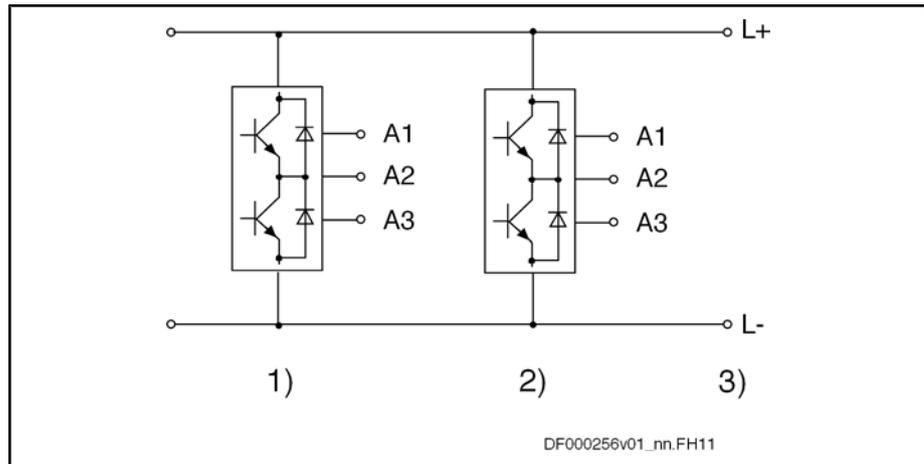 L+
A1
A2
A3
A1
A2
A3
L-
1)
2)
3)
DF000256v01_nn.FH11